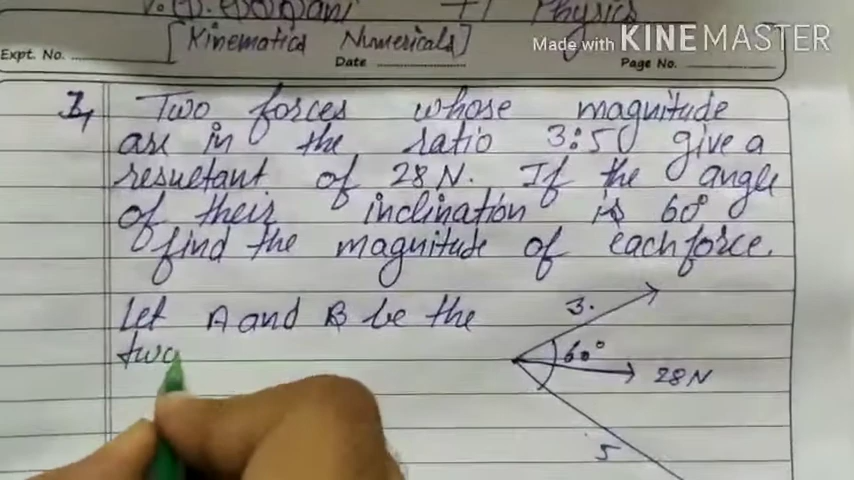 +1 Physics
[Kinematics Numericals]
Made with KINEMASTER
Expt. No.
Date
Page No.
1, Two forces whose magnitude
are in the ratio 3:5 give a
resultant of 28 N. If the angle
of their inclination is 60°
find the magnitude of each force.
Let A and B be the
two
3.
60°
28N
5